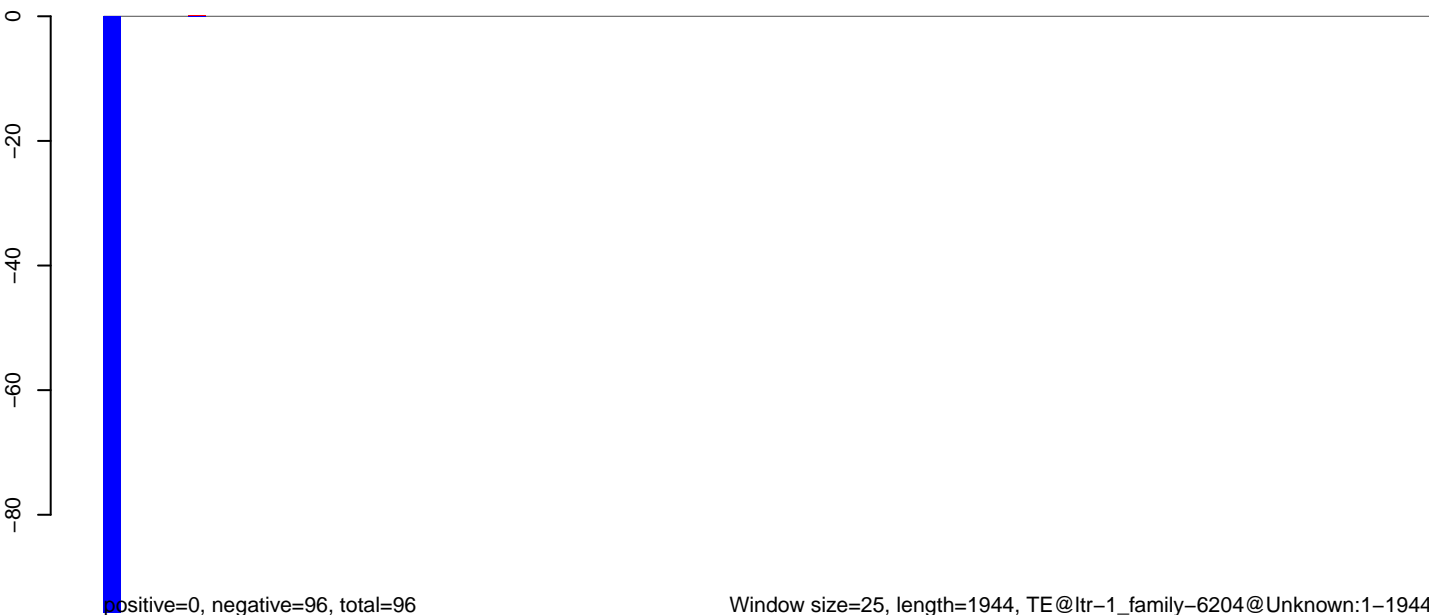 0
−20
−40
−60
−80
positive=0, negative=96, total=96
Window size=25, length=1944, TE@ltr−1_family−6204@Unknown:1−1944